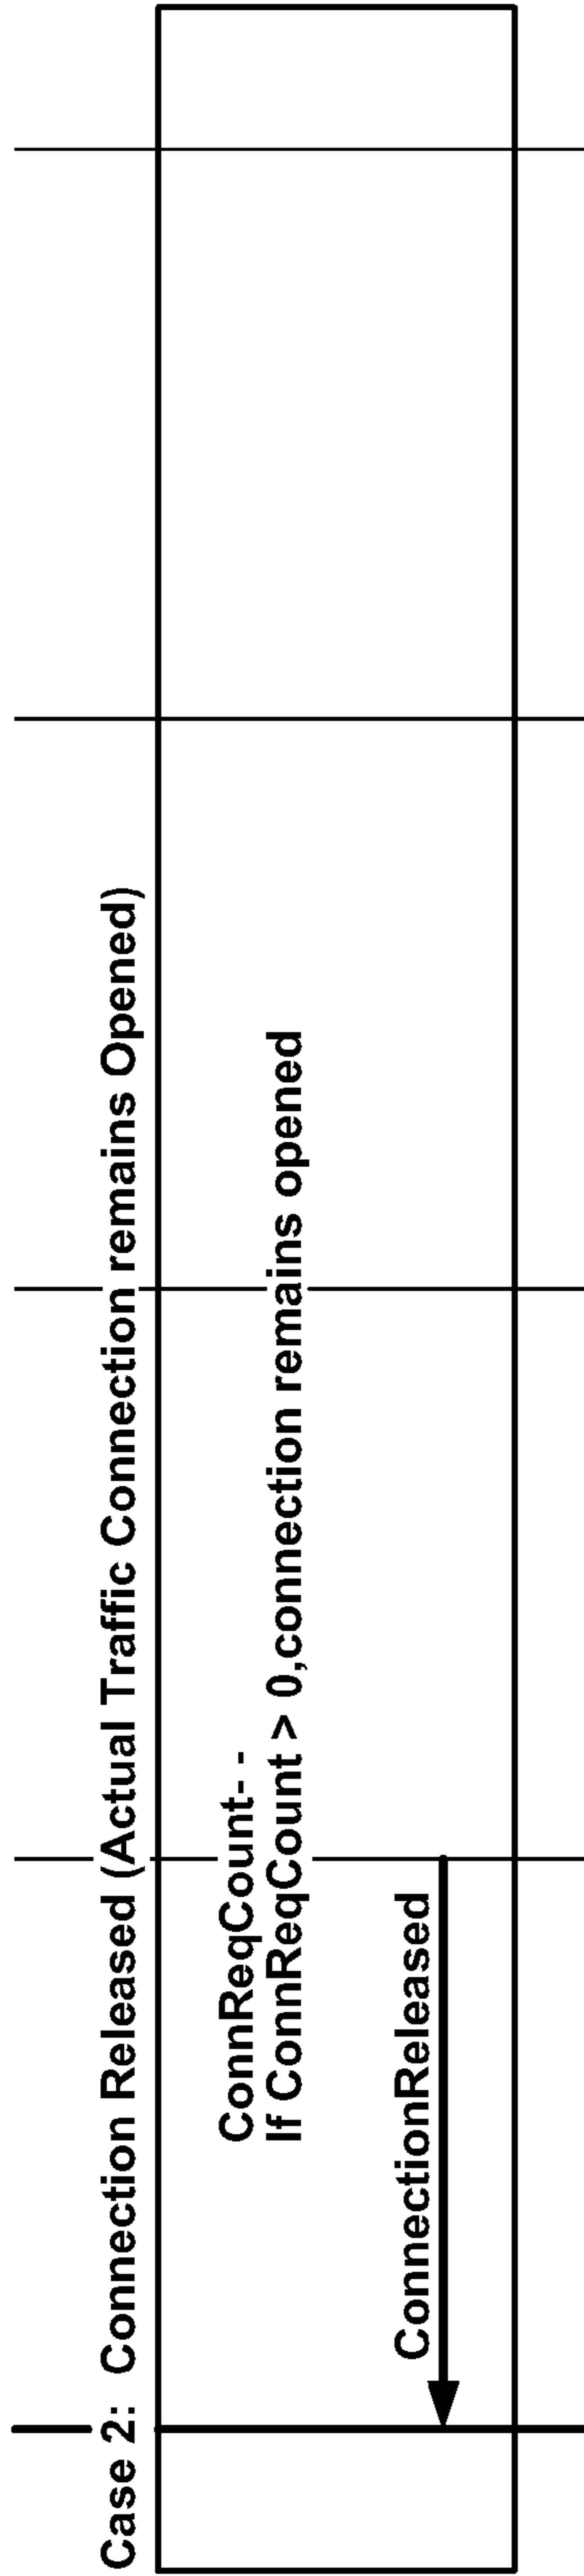 Case 2: Connection Released (Actual Traffic Connection remains Opened)
ConnReqCount- -
If ConnReqCount > 0,connection remains opened
ConnectionReleased